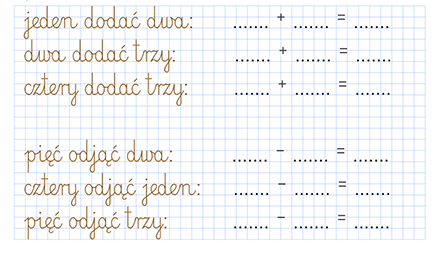 jeden dodać dwa: ....... + ....... = .......
dwa dodać trzy: ....... + ....... = .......
cztery dodać trzy: ....... + ....... = .......
pięć odjąć dwa: ....... - ....... = .......
cztery odjąć jeden: ....... - ....... = .......
pięć odjąć trzy: ....... - ....... = .......